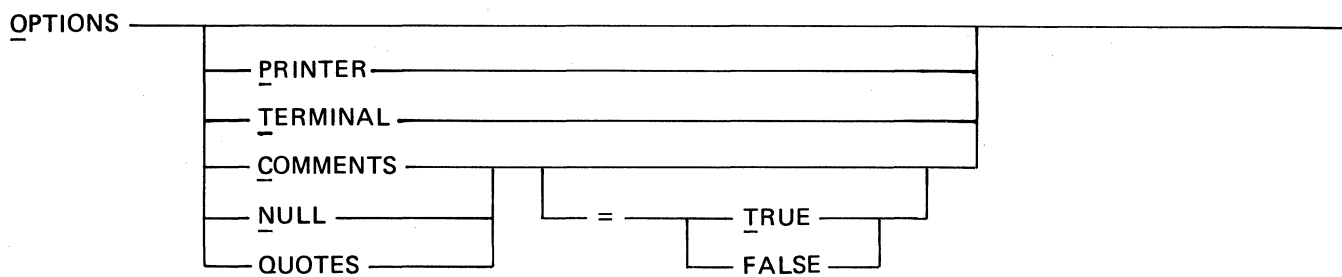 OPTIONS
PRINTER
TERMINAL
COMMENTS
NULL
= TRUE
QUOTES
FALSE